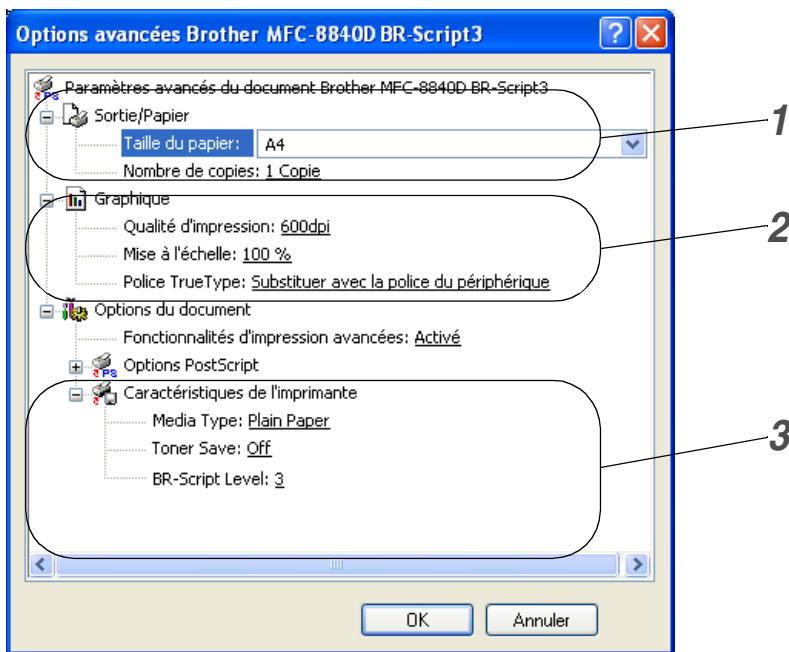 Options avancées Brother MFC-8840D BR-Script3
Paramètres avancés du document Brother MFC-8840D BR-Script3
Sortie/Papier
Taille du papier: A4
Nombre de copies: 1 Copie
1
Graphique
Qualité d'impression: 600dpi
Mise à l'échelle: 100 %
Police TrueType: Substituer avec la police du périphérique
2
Options du document
Fonctionnalités d'impression avancées: Activé
PS Options PostScript
Caractéristiques de l'imprimante
Media Type: Plain Paper
Toner Save: Off
BR-Script Level: 3
3
OK Annuler